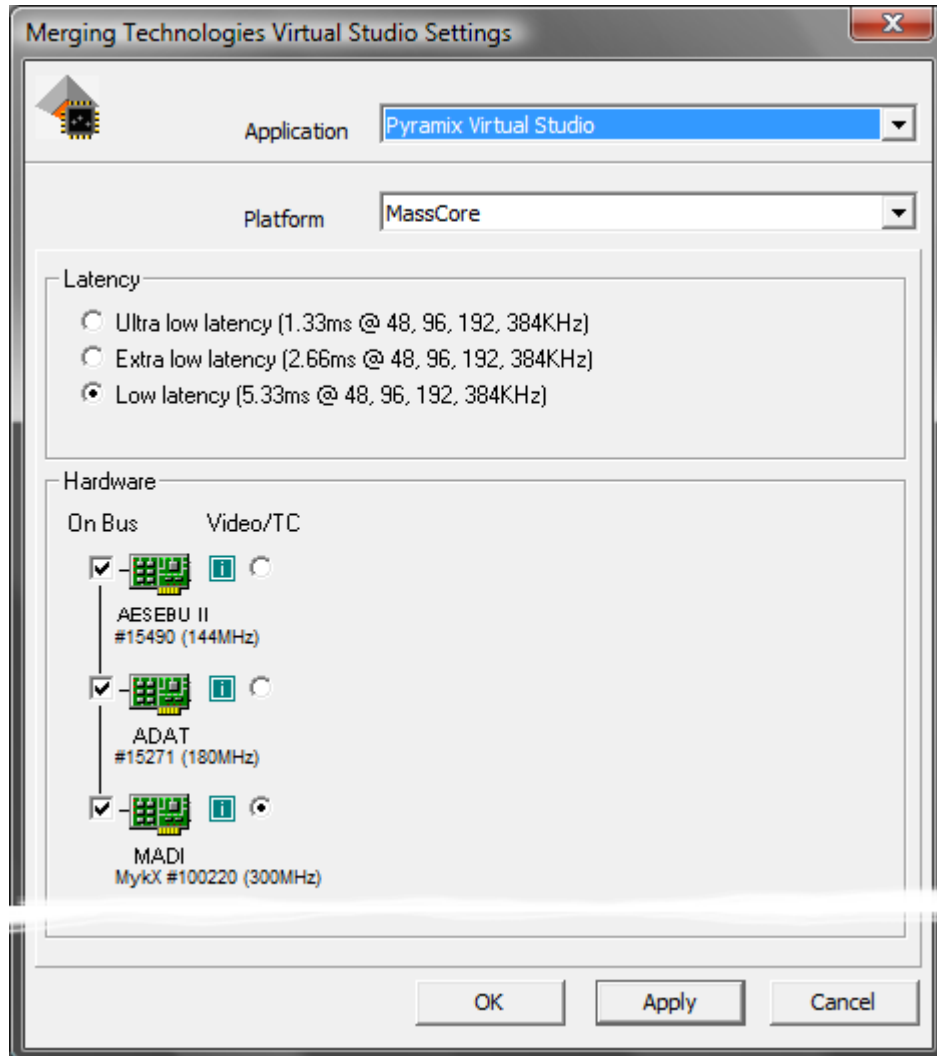 Merging Technologies Virtual Studio Settings
Application Pyramix Virtual Studio
Platform MassCore
Latency
Ultra low latency (1.33ms @ 48, 96, 192, 384KHz)
Extra low latency (2.66ms @ 48, 96, 192, 384KHz)
Low latency (5.33ms @ 48, 96, 192, 384KHz)
Hardware
On Bus Video/TC
i
AESEBU II
#15490 (144MHz)
i
ADAT
#15271 (180MHz)
i
MADI
MykX #100220 (300MHz)
OK Apply Cancel